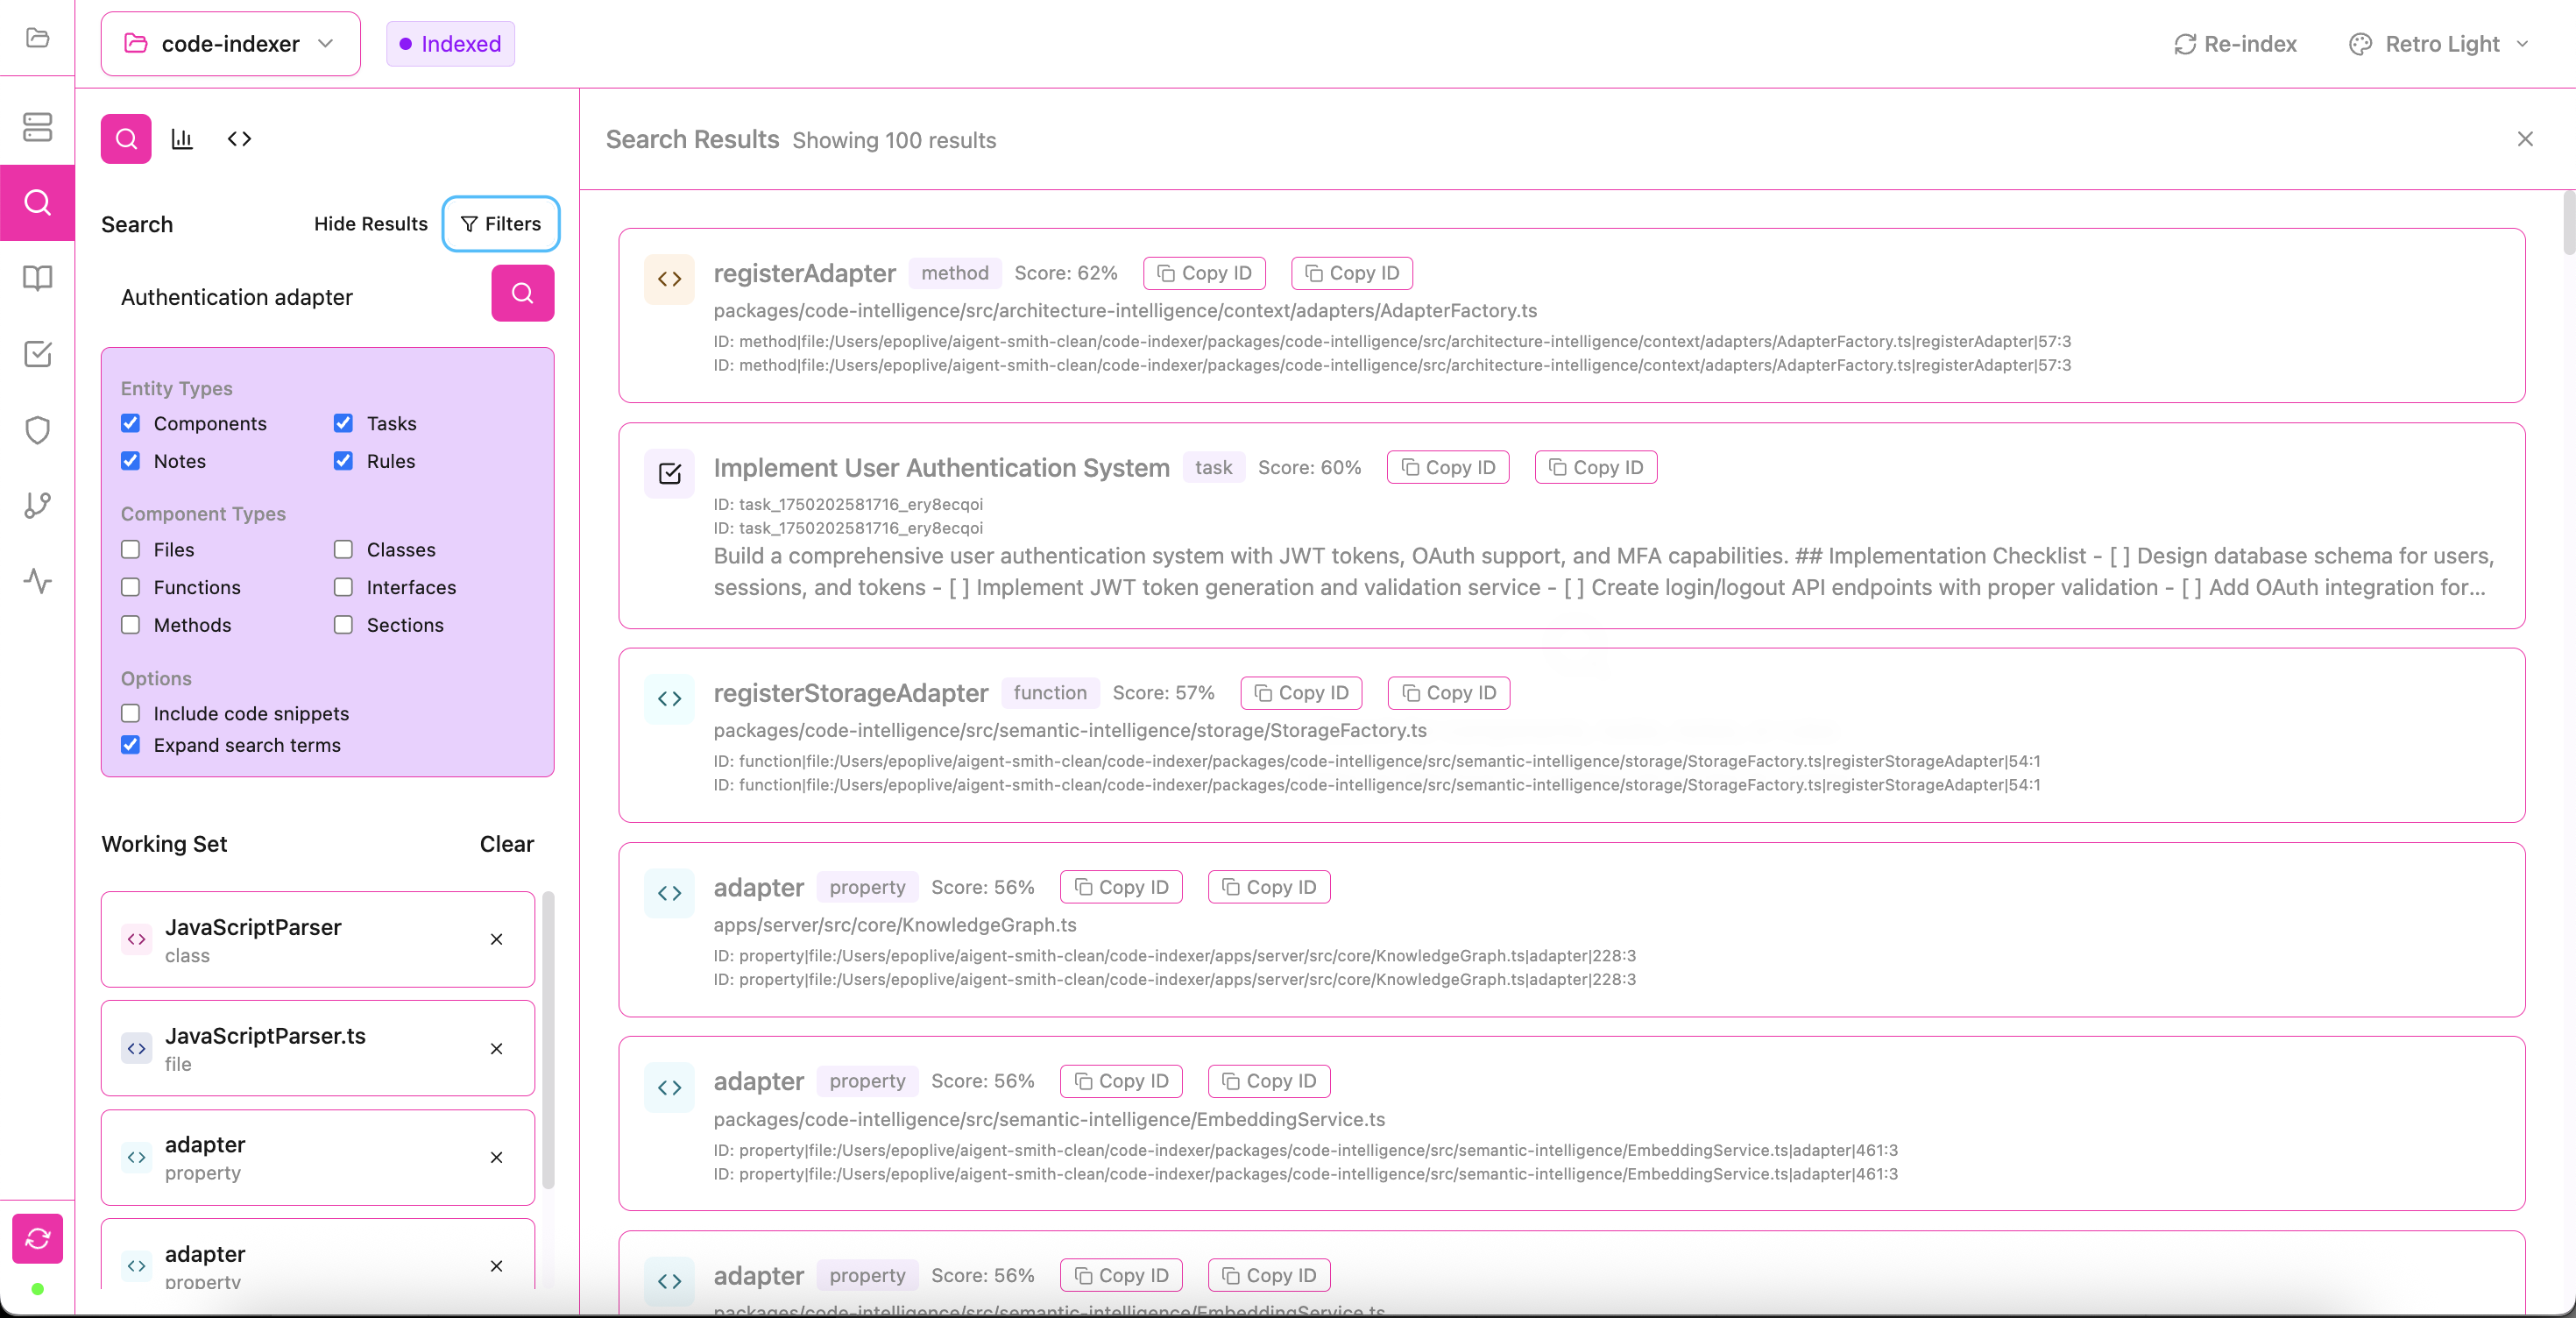 code-indexer
Indexed
Re-index
Retro Light
Search
Hide Results
Filters
Authentication adapter
Entity Types
Components
Tasks
Notes
Rules
Component Types
Files
Classes
Functions
Interfaces
Methods
Sections
Options
Include code snippets
Expand search terms
Working Set
Clear
JavaScriptParser
class
JavaScriptParser.ts
file
adapter
property
adapter
property
Search Results Showing 100 results
registerAdapter method Score: 62% Copy ID Copy ID
packages/code-intelligence/src/architecture-intelligence/context/adapters/AdapterFactory.ts
ID: method|file:/Users/epoplive/aigent-smith-clean/code-indexer/packages/code-intelligence/src/architecture-intelligence/context/adapters/AdapterFactory.ts|registerAdapter|57:3
ID: method|file:/Users/epoplive/aigent-smith-clean/code-indexer/packages/code-intelligence/src/architecture-intelligence/context/adapters/AdapterFactory.ts|registerAdapter|57:3
Implement User Authentication System task Score: 60% Copy ID Copy ID
ID: task_1750202581716_ery8ecqoi
ID: task_1750202581716_ery8ecqoi
Build a comprehensive user authentication system with JWT tokens, OAuth support, and MFA capabilities. ## Implementation Checklist - [ ] Design database schema for users,
sessions, and tokens - [ ] Implement JWT token generation and validation service - [ ] Create login/logout API endpoints with proper validation - [ ] Add OAuth integration for...
registerStorageAdapter function Score: 57% Copy ID Copy ID
packages/code-intelligence/src/semantic-intelligence/storage/StorageFactory.ts
ID: function|file:/Users/epoplive/aigent-smith-clean/code-indexer/packages/code-intelligence/src/semantic-intelligence/storage/StorageFactory.ts|registerStorageAdapter|54:1
ID: function|file:/Users/epoplive/aigent-smith-clean/code-indexer/packages/code-intelligence/src/semantic-intelligence/storage/StorageFactory.ts|registerStorageAdapter|54:1
adapter property Score: 56% Copy ID Copy ID
apps/server/src/core/KnowledgeGraph.ts
ID: property|file:/Users/epoplive/aigent-smith-clean/code-indexer/apps/server/src/core/KnowledgeGraph.ts|adapter|228:3
ID: property|file:/Users/epoplive/aigent-smith-clean/code-indexer/apps/server/src/core/KnowledgeGraph.ts|adapter|228:3
adapter property Score: 56% Copy ID Copy ID
packages/code-intelligence/src/semantic-intelligence/EmbeddingService.ts
ID: property|file:/Users/epoplive/aigent-smith-clean/code-indexer/packages/code-intelligence/src/semantic-intelligence/EmbeddingService.ts|adapter|461:3
ID: property|file:/Users/epoplive/aigent-smith-clean/code-indexer/packages/code-intelligence/src/semantic-intelligence/EmbeddingService.ts|adapter|461:3
adapter property Score: 56% Copy ID Copy ID
packages/code-intelligence/src/semantic-intelligence/EmbeddingService.ts